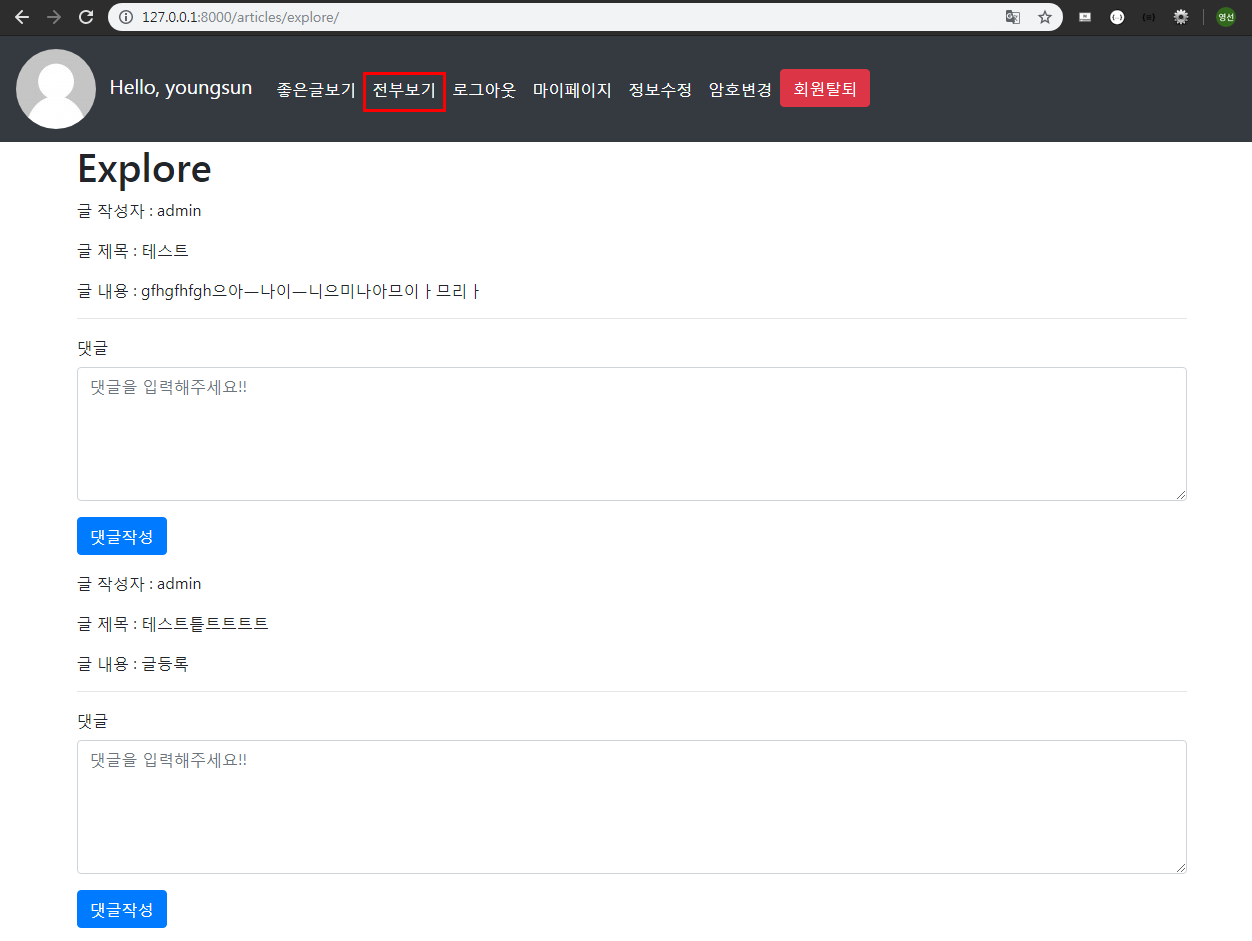 127.0.0.1:8000/articles/explore/
영선
Hello, youngsun 좋은글보기 전부보기 로그아웃 마이페이지 정보수정 암호변경 회원탈퇴
Explore
글 작성자 : admin
글 제목 : 테스트
글 내용 : gfhgfhfgh으아ㅡ나이ㅡ니으미나아므이ㅏ므리ㅏ
댓글
댓글을 입력해주세요!!
댓글작성
글 작성자 : admin
글 제목 : 테스트틑트트트트
글 내용 : 글등록
댓글
댓글을 입력해주세요!!
댓글작성